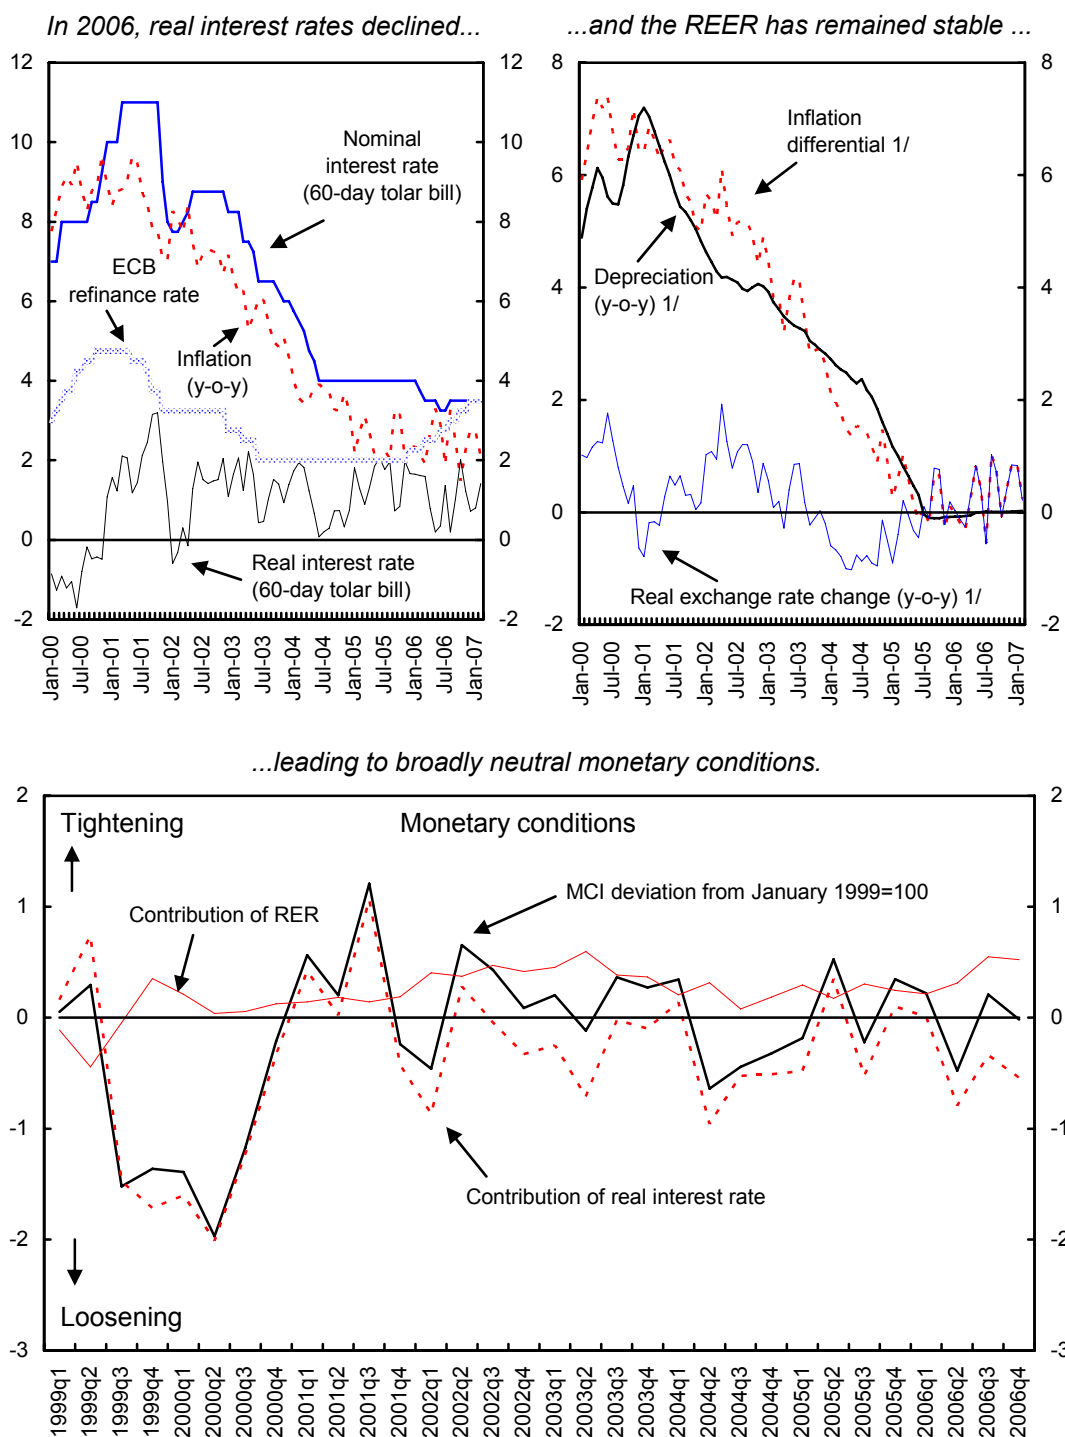 In 2006, real interest rates declined...
...and the REER has remained stable ...
12
10
8
6
4
2
0
-2
12
10
8
6
4
2
0
-2
Nominal
interest rate
(60-day tolar bill)
ECB
refinance rate
Inflation
(y-o-y)
Real interest rate
(60-day tolar bill)
Jan-00
Jul-00
Jan-01
Jul-01
Jan-02
Jul-02
Jan-03
Jul-03
Jan-04
Jul-04
Jan-05
Jul-05
Jan-06
Jul-06
Jan-07
8
6
4
2
0
-2
8
6
4
2
0
-2
Inflation
differential 1/
Depreciation
(y-o-y) 1/
Real exchange rate change (y-o-y) 1/
Jan-00
Jul-00
Jan-01
Jul-01
Jan-02
Jul-02
Jan-03
Jul-03
Jan-04
Jul-04
Jan-05
Jul-05
Jan-06
Jul-06
Jan-07
...leading to broadly neutral monetary conditions.
2
1
0
-1
-2
-3
2
1
0
-1
-2
-3
Tightening
Monetary conditions
MCI deviation from January 1999=100
Contribution of RER
Contribution of real interest rate
Loosening
1999q1
1999q2
1999q3
1999q4
2000q1
2000q2
2000q3
2000q4
2001q1
2001q2
2001q3
2001q4
2002q1
2002q2
2002q3
2002q4
2003q1
2003q2
2003q3
2003q4
2004q1
2004q2
2004q3
2004q4
2005q1
2005q2
2005q3
2005q4
2006q1
2006q2
2006q3
2006q4